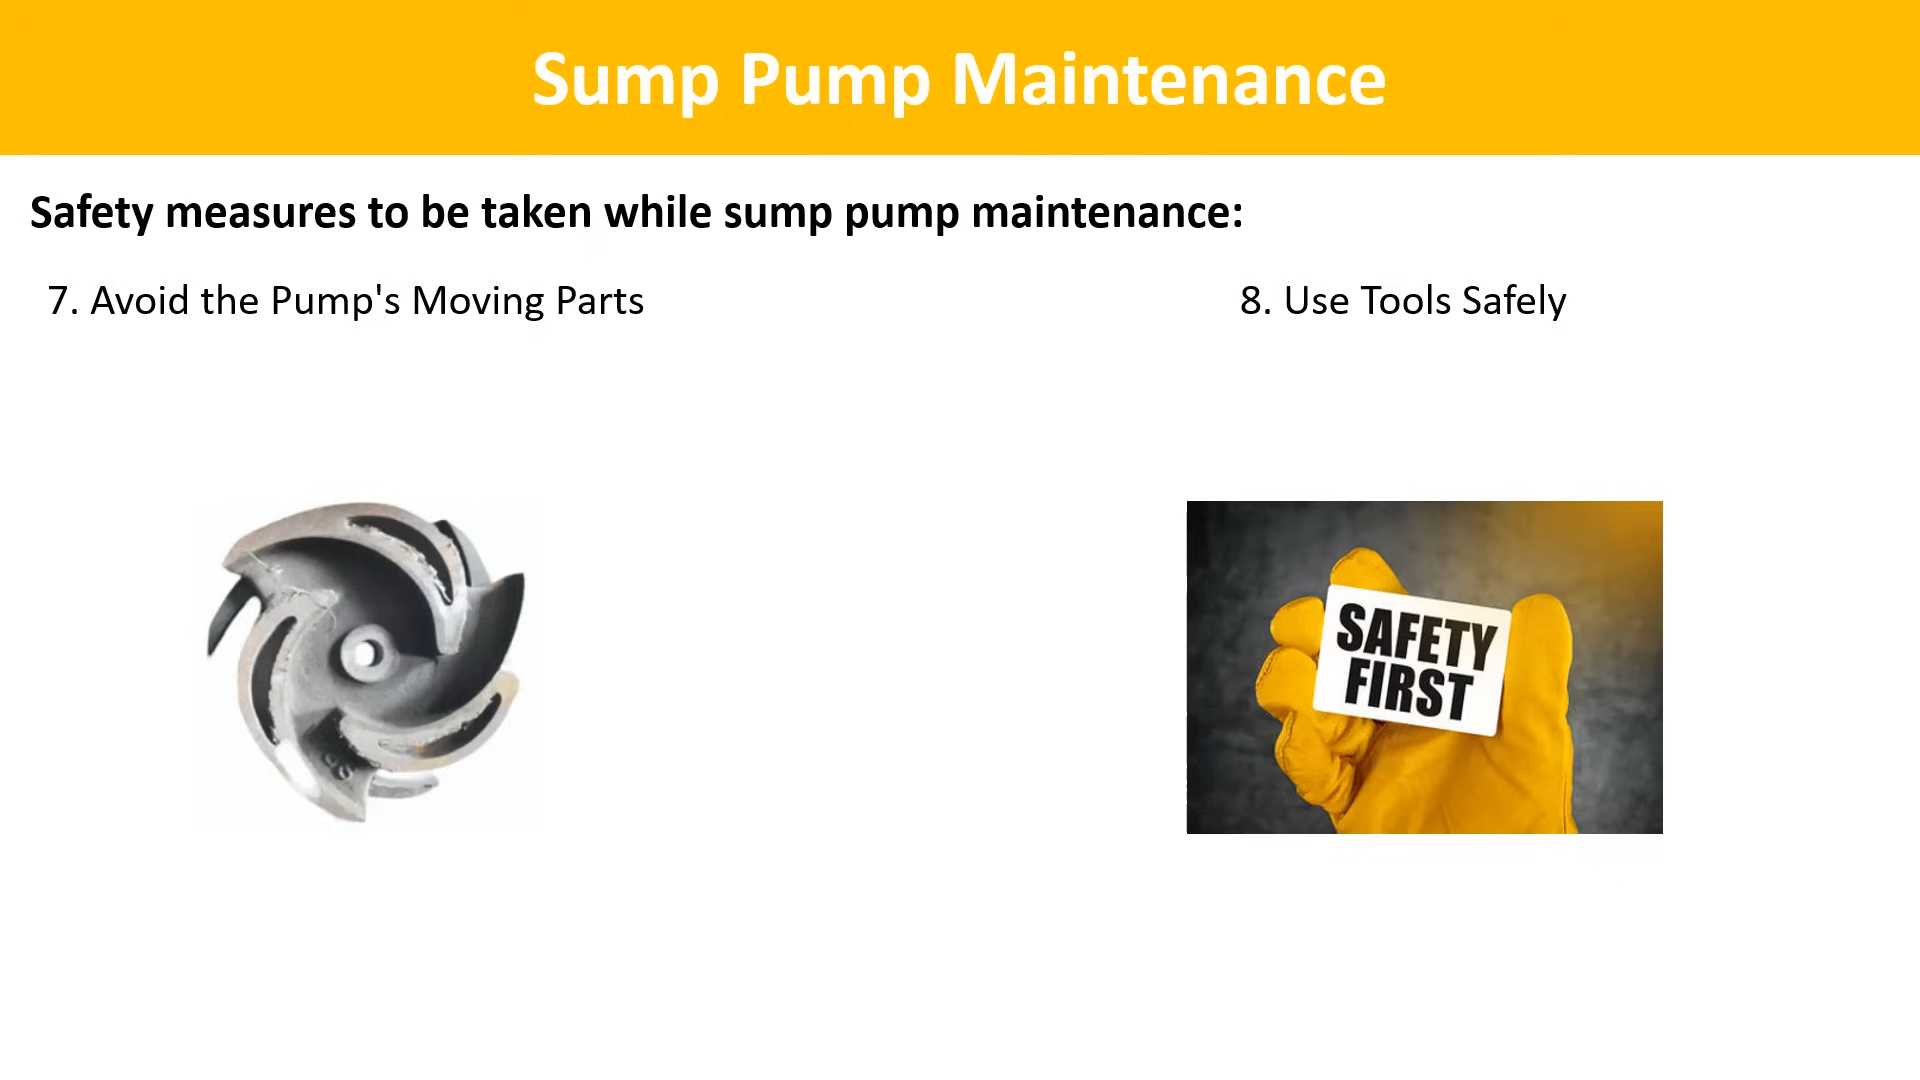 Sump Pump Maintenance
Safety measures to be taken while sump pump maintenance:
7. Avoid the Pump's Moving Parts
8. Use Tools Safely
SAFETY
FIRST